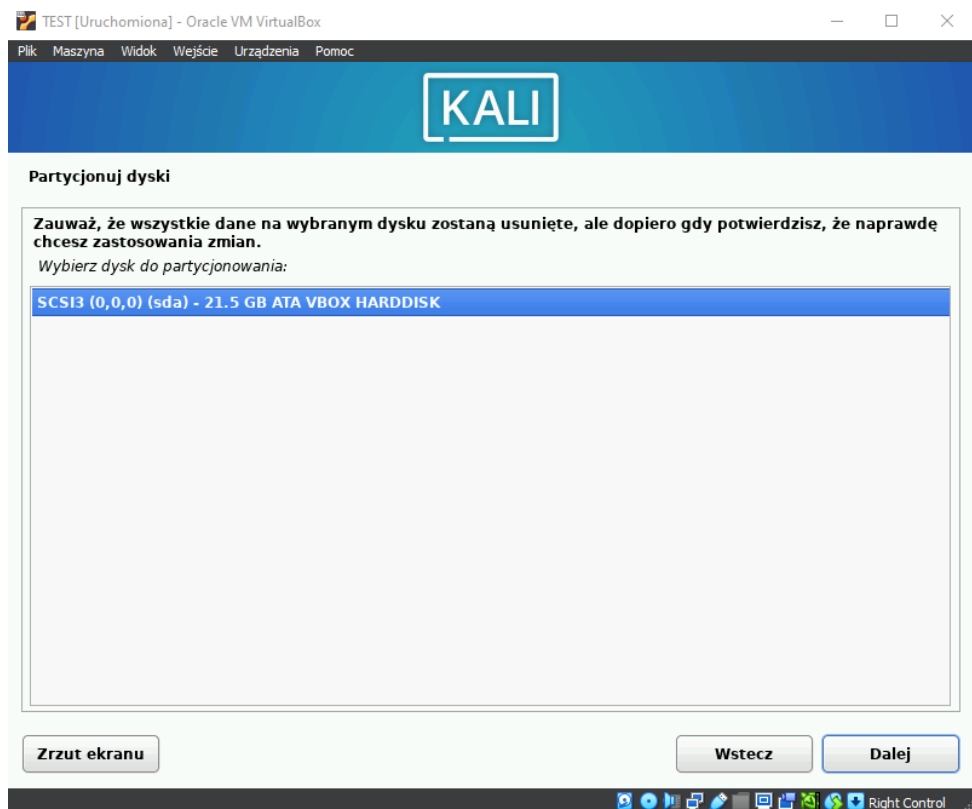 TEST [Uruchomiona] - Oracle VM VirtualBox
Plik Maszyna Widok Wejście Urządzenia Pomoc
KALI
Partycjonuj dyski
Zauważ, że wszystkie dane na wybranym dysku zostaną usunięte, ale dopiero gdy potwierdzisz, że naprawdę
chcesz zastosowania zmian.
Wybierz dysk do partycjonowania:
SCSI3 (0,0,0) (sda) - 21.5 GB ATA VBOX HARDDISK
Zrzut ekranu
Wstecz
Dalej
Right Control